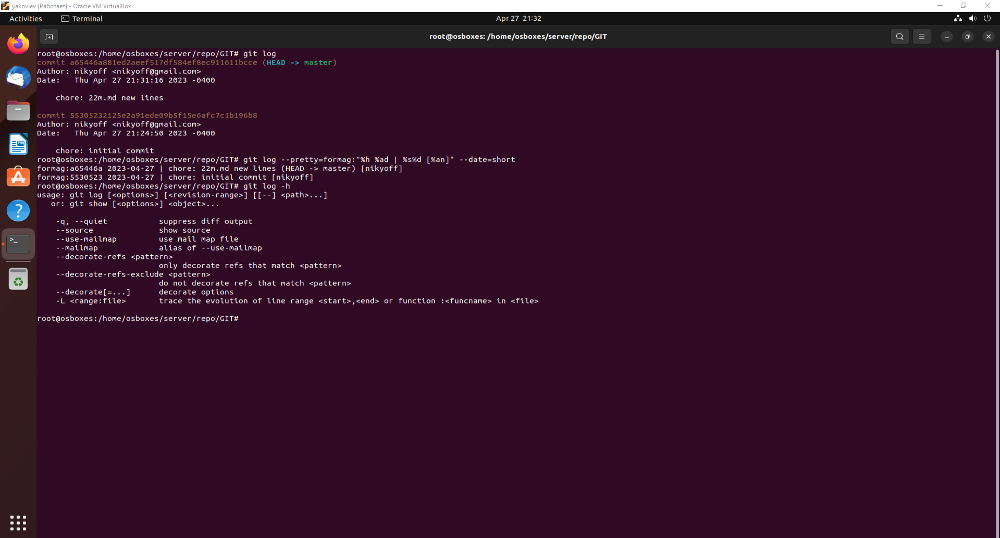 yakovlev [Работает] - Oracle VM VirtualBox
Activities Terminal Apr 27 21:32
root@osboxes: /home/osboxes/server/repo/GIT
root@osboxes:/home/osboxes/server/repo/GIT# git log
commit a65446a881ed2aeef517df584ef8ec911611bcce (HEAD -> master)
Author: nikyoff <nikyoff@gmail.com>
Date:   Thu Apr 27 21:31:16 2023 -0400
    chore: 22m.md new lines
commit 55305232125e2a91ede09b5f15e6afc7c1b196b8
Author: nikyoff <nikyoff@gmail.com>
Date:   Thu Apr 27 21:24:50 2023 -0400
    chore: initial commit
root@osboxes:/home/osboxes/server/repo/GIT# git log --pretty=formag:"%h %ad | %s%d [%an]" --date=short
formag:a65446a 2023-04-27 | chore: 22m.md new lines (HEAD -> master) [nikyoff]
formag:5530523 2023-04-27 | chore: initial commit [nikyoff]
root@osboxes:/home/osboxes/server/repo/GIT# git log -h
usage: git log [<options>] [<revision-range>] [[--] <path>...]
   or: git show [<options>] <object>...
    -q, --quiet           suppress diff output
    --source              show source
    --use-mailmap         use mail map file
    --mailmap             alias of --use-mailmap
    --decorate-refs <pattern>
                          only decorate refs that match <pattern>
    --decorate-refs-exclude <pattern>
                          do not decorate refs that match <pattern>
    --decorate[=...]      decorate options
    -L <range:file>       trace the evolution of line range <start>,<end> or function :<funcname> in <file>
root@osboxes:/home/osboxes/server/repo/GIT#